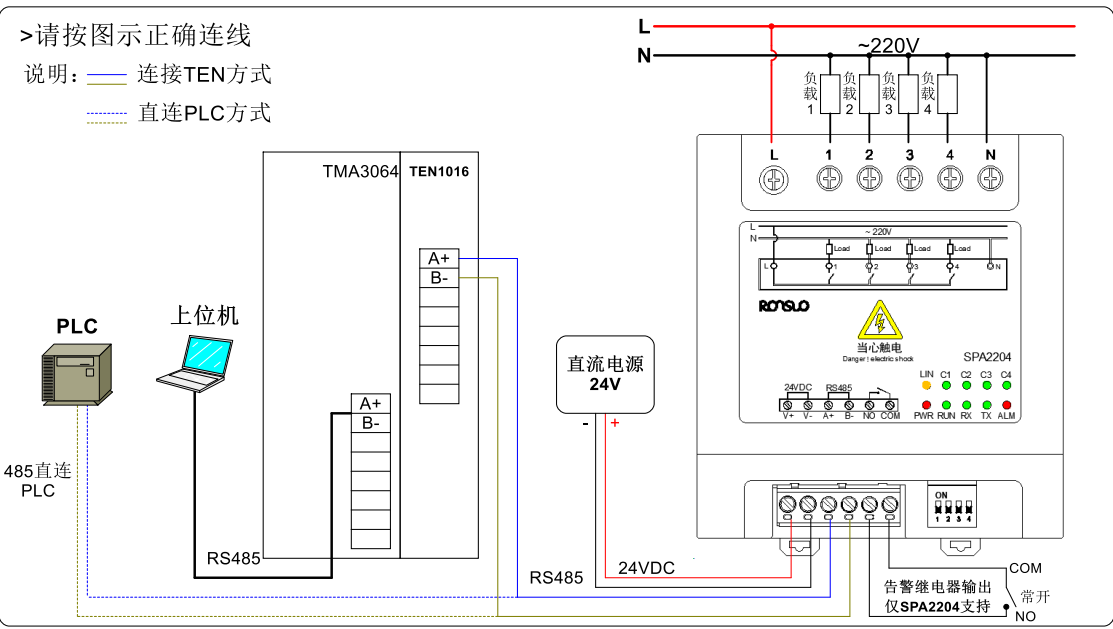 >请按图示正确连线
说明：
连接TEN方式
直连PLC方式
L
N
~220V
负载1
负载2
负载3
负载4
L 1 2 3 4 N
TMA3064
TEN1016
A+
B-
L
N
~ 220V
Load Load Load Load
L 1 2 3 4 N
RONSLO
当心触电
Danger! electric shock
SPA2204
LIN C1 C2 C3 C4
24VDC RS485
V+ V- A+ B- NO COM
PWR RUN RX TX ALM
上位机
PLC
直流电源
24V
- +
A+
B-
485直连
PLC
ON
1 2 3 4
RS485
RS485
24VDC
COM
告警继电器输出
仅SPA2204支持
常开
NO